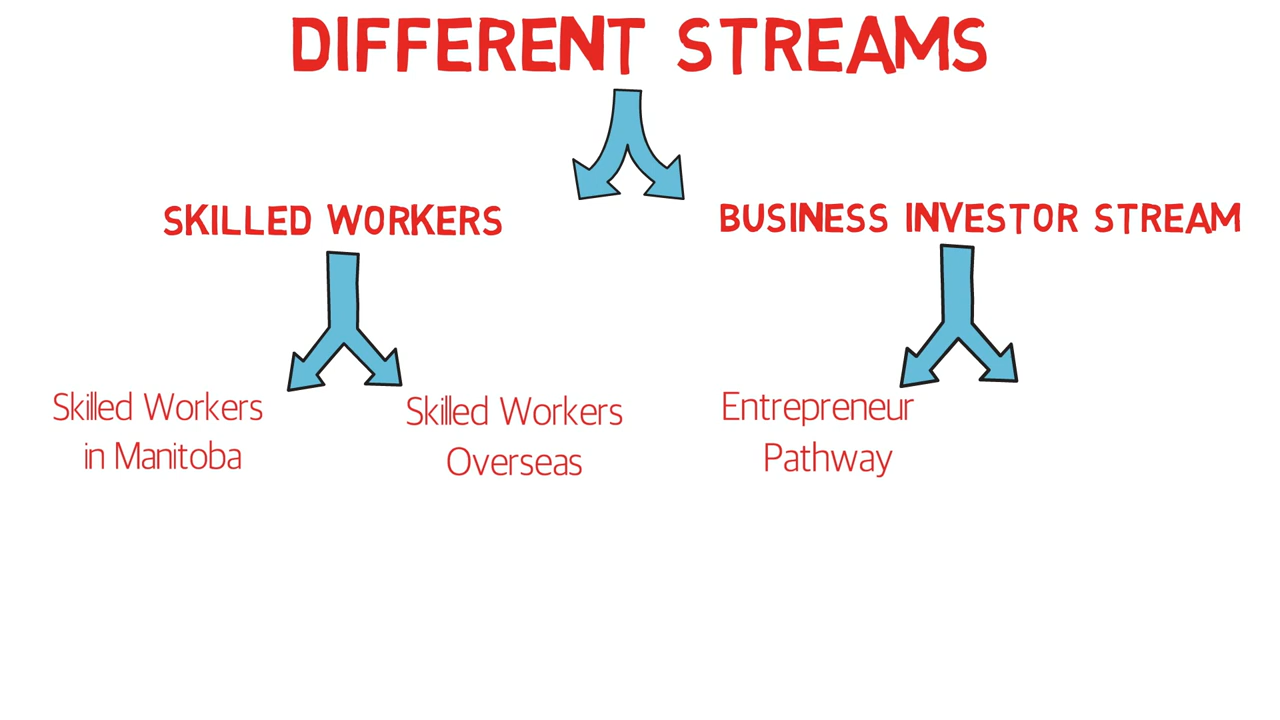 DIFFERENT STREAMS
SKILLED WORKERS
BUSINESS INVESTOR STREAM
Skilled Workers
in Manitoba
Skilled Workers
Overseas
Entrepreneur
Pathway